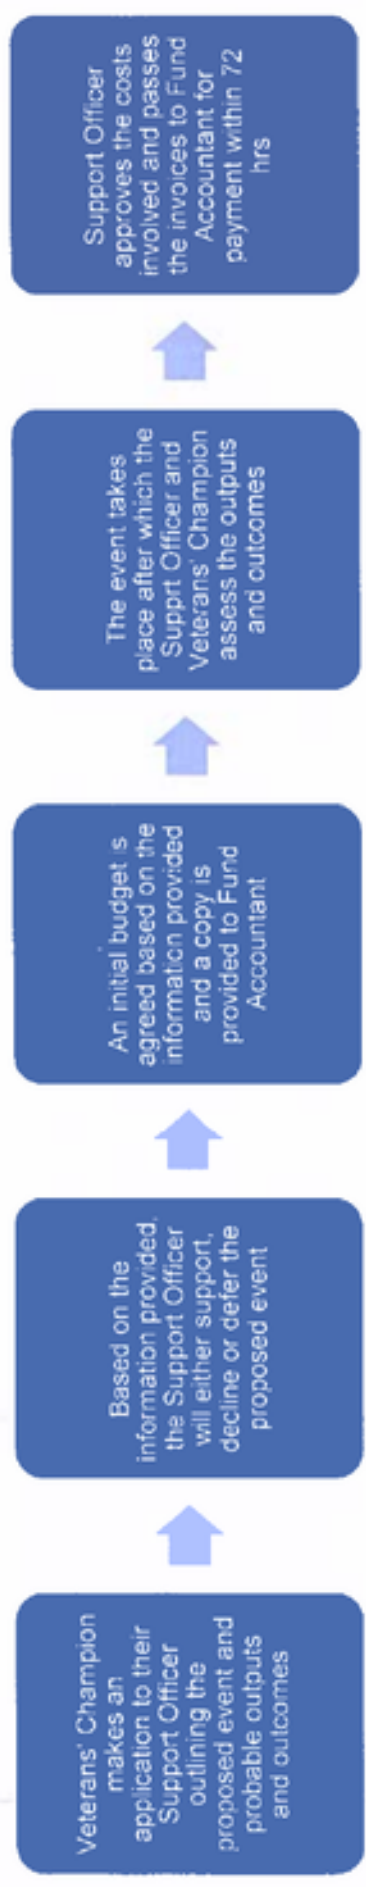 Veterans' Champion
makes an
application to their
Support Officer
outlining the
proposed event and
probable outputs
and outcomes
Based on the
information provided,
the Support Officer
will either support,
decline or defer the
proposed event
An initial budget is
agreed based on the
information provided
and a copy is
provided to Fund
Accountant
The event takes
place after which the
Supprt Officer and
Veterans' Champion
assess the outputs
and outcomes
Support Officer
approves the costs
involved and passes
the invoices to Fund
Accountant for
payment within 72
hrs